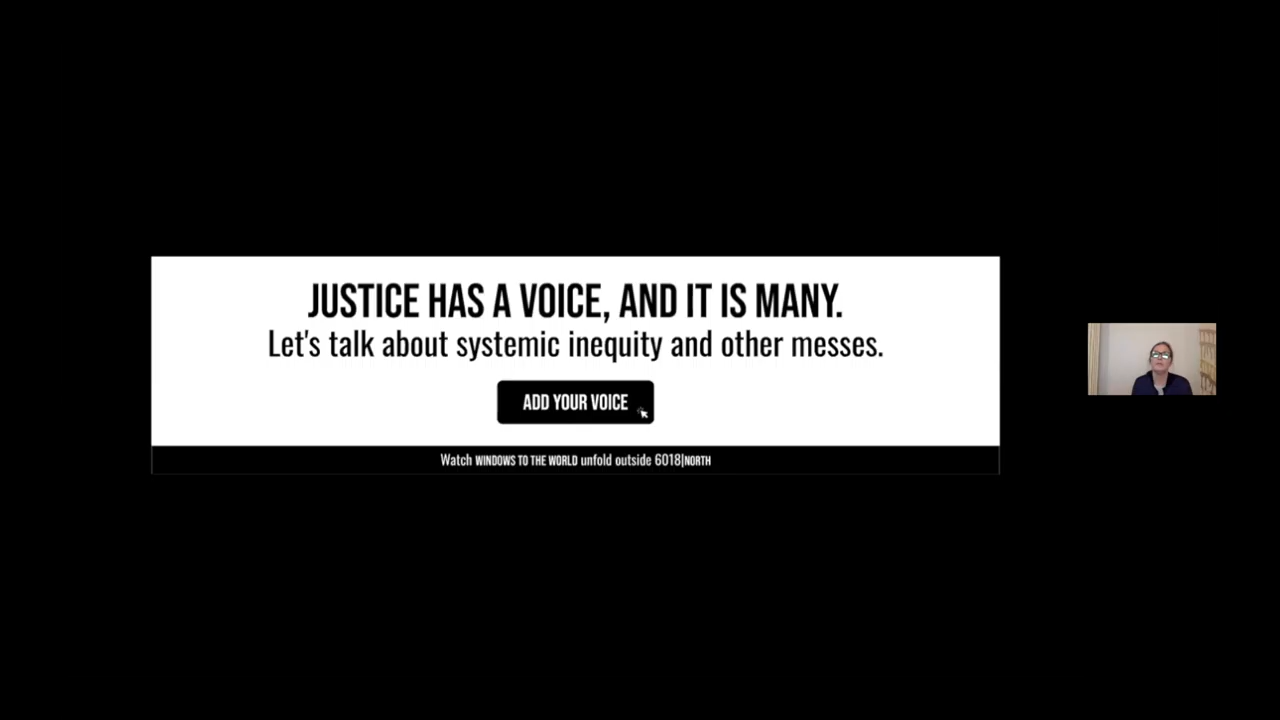 JUSTICE HAS A VOICE, AND IT IS MANY.
Let's talk about systemic inequity and other messes.
ADD YOUR VOICE
Watch WINDOWS TO THE WORLD unfold outside 6018|NORTH